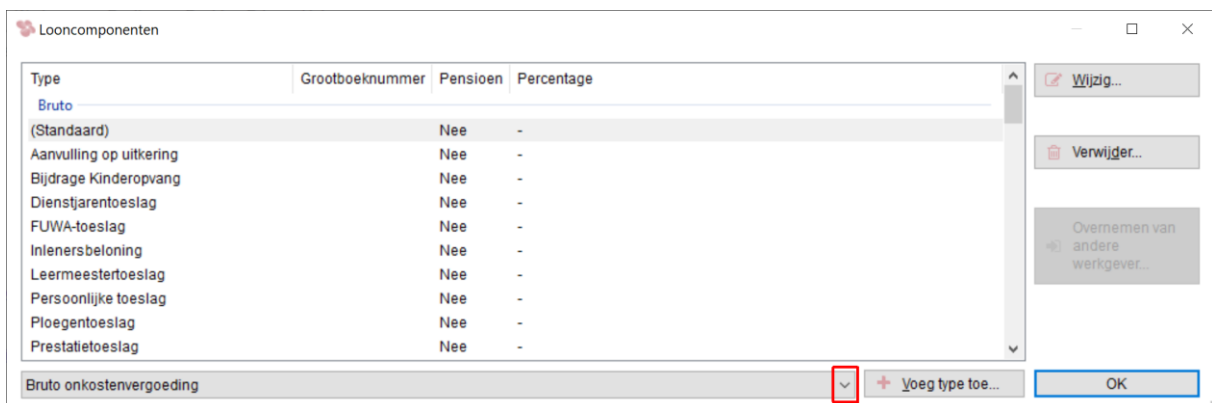 Looncomponenten
Type Grootboeknummer Pensioen Percentage
Bruto
(Standaard) Nee -
Aanvulling op uitkering Nee -
Bijdrage Kinderopvang Nee -
Dienstjarentoeslag Nee -
FUWA-toeslag Nee -
Inlenersbeloning Nee -
Leermeestertoeslag Nee -
Persoonlijke toeslag Nee -
Ploegentoeslag Nee -
Prestatietoeslag Nee -
Wijzig...
Verwijder...
Overnemen van
andere
werkgever...
Bruto onkostenvergoeding
Voeg type toe...
OK